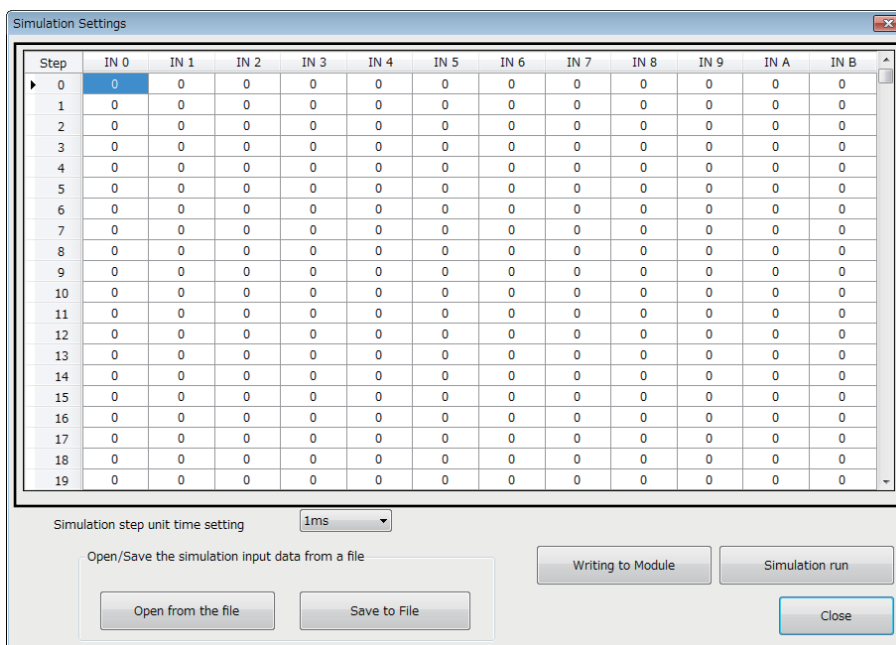 Simulation Settings
Step IN 0 IN 1 IN 2 IN 3 IN 4 IN 5 IN 6 IN 7 IN 8 IN 9 IN A IN B
0 0 0 0 0 0 0 0 0 0 0 0 0
1 0 0 0 0 0 0 0 0 0 0 0 0
2 0 0 0 0 0 0 0 0 0 0 0 0
3 0 0 0 0 0 0 0 0 0 0 0 0
4 0 0 0 0 0 0 0 0 0 0 0 0
5 0 0 0 0 0 0 0 0 0 0 0 0
6 0 0 0 0 0 0 0 0 0 0 0 0
7 0 0 0 0 0 0 0 0 0 0 0 0
8 0 0 0 0 0 0 0 0 0 0 0 0
9 0 0 0 0 0 0 0 0 0 0 0 0
10 0 0 0 0 0 0 0 0 0 0 0 0
11 0 0 0 0 0 0 0 0 0 0 0 0
12 0 0 0 0 0 0 0 0 0 0 0 0
13 0 0 0 0 0 0 0 0 0 0 0 0
14 0 0 0 0 0 0 0 0 0 0 0 0
15 0 0 0 0 0 0 0 0 0 0 0 0
16 0 0 0 0 0 0 0 0 0 0 0 0
17 0 0 0 0 0 0 0 0 0 0 0 0
18 0 0 0 0 0 0 0 0 0 0 0 0
19 0 0 0 0 0 0 0 0 0 0 0 0
Simulation step unit time setting 1ms
Open/Save the simulation input data from a file
Writing to Module Simulation run
Open from the file Save to File
Close